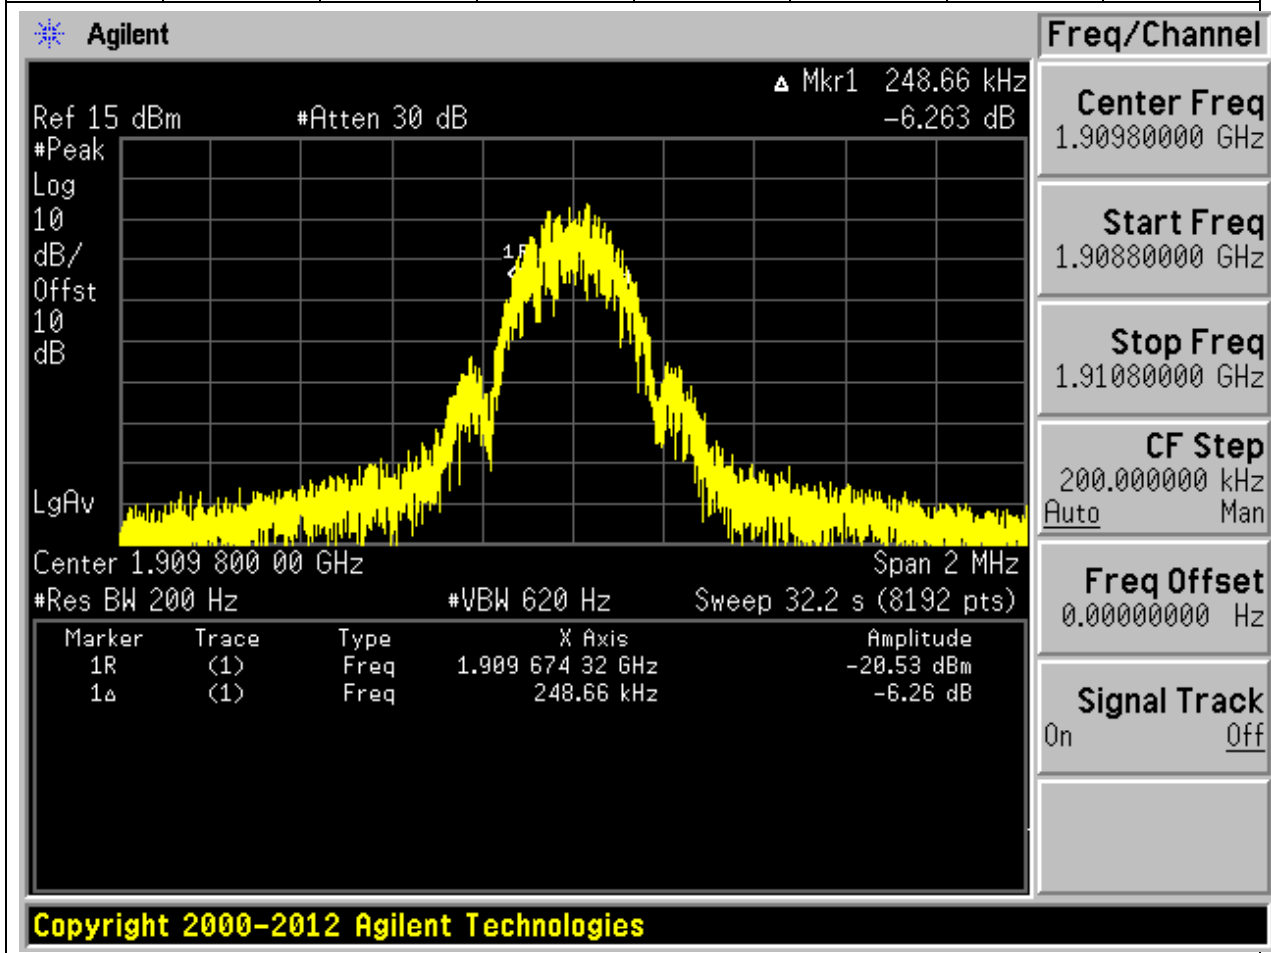 Agilent
Freq/Channel
Δ Mkr1 248.66 kHz
Ref 15 dBm #Atten 30 dB -6.263 dB
#Peak
Log
10
dB/
Offst
10
dB
LgAv
1R
Center 1.909 800 00 GHz Span 2 MHz
#Res BW 200 Hz #VBW 620 Hz Sweep 32.2 s (8192 pts)
Marker Trace Type X Axis Amplitude
1R (1) Freq 1.909 674 32 GHz -20.53 dBm
1Δ (1) Freq 248.66 kHz -6.26 dB
Center Freq
1.90980000 GHz
Start Freq
1.90880000 GHz
Stop Freq
1.91080000 GHz
CF Step
200.000000 kHz
Auto Man
Freq Offset
0.00000000 Hz
Signal Track
On Off
Copyright 2000-2012 Agilent Technologies